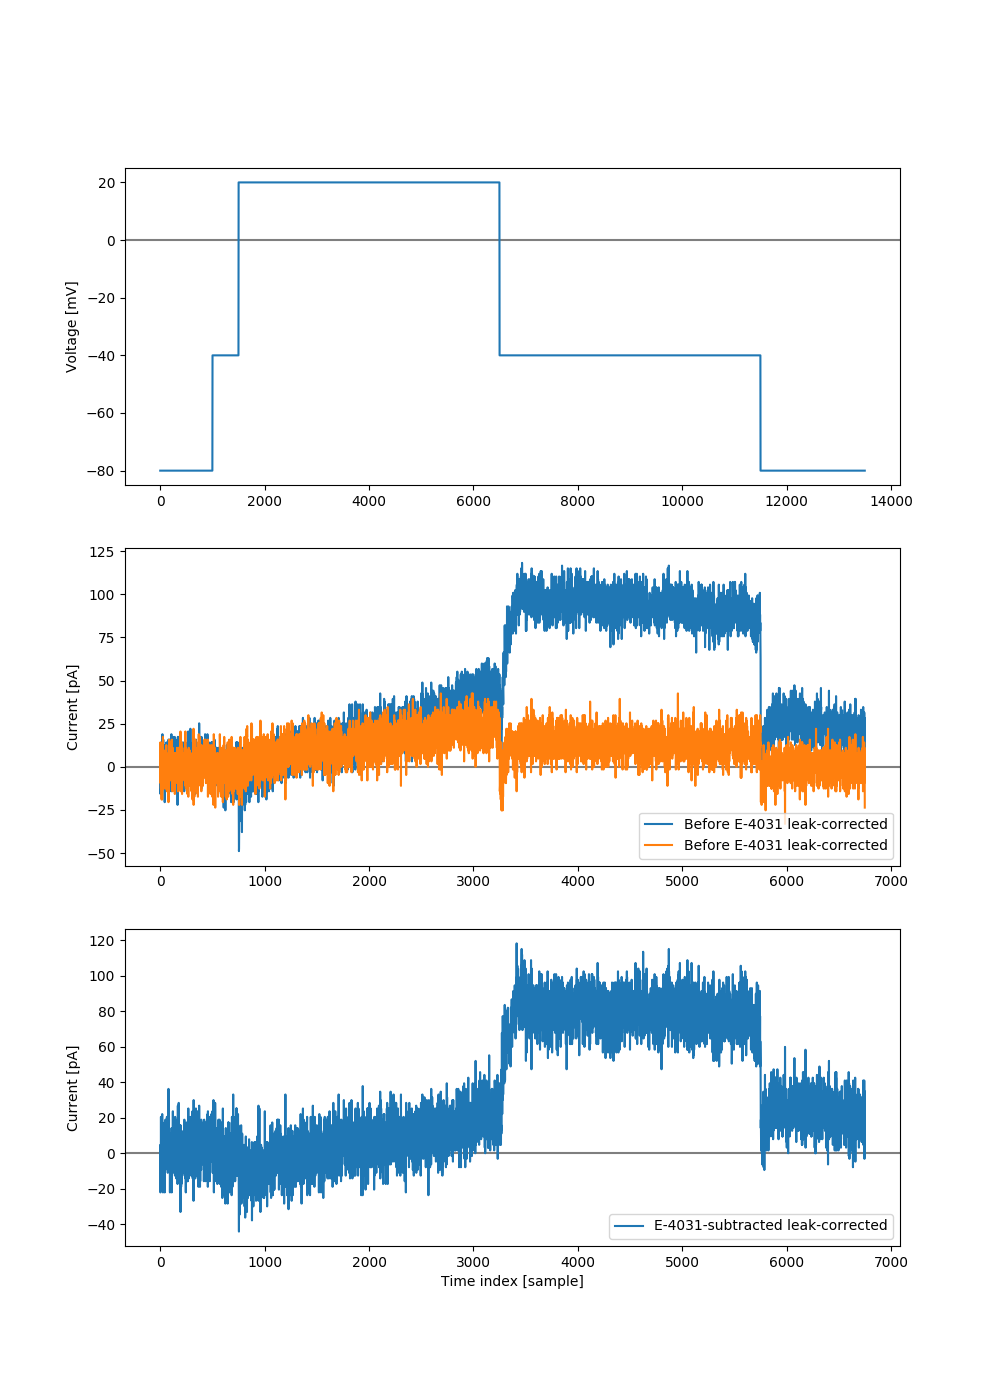 Voltage [mV]
20
0
−20
−40
−60
−80
0 2000 4000 6000 8000 10000 12000 14000
Current [pA]
125
100
75
50
25
0
−25
−50
Before E-4031 leak-corrected
Before E-4031 leak-corrected
0 1000 2000 3000 4000 5000 6000 7000
Current [pA]
120
100
80
60
40
20
0
−20
−40
E-4031-subtracted leak-corrected
0 1000 2000 3000 4000 5000 6000 7000
Time index [sample]